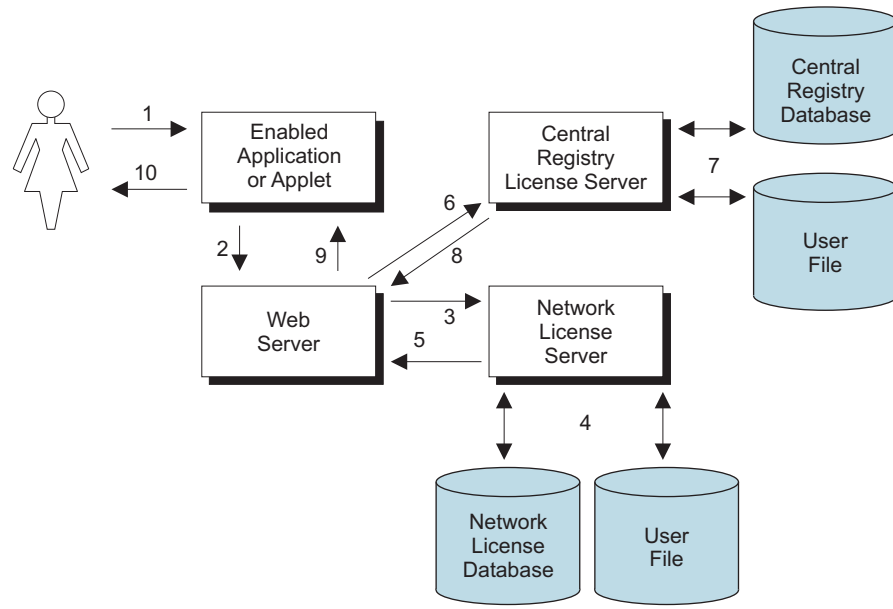 Central
Registry
Database
1
Enabled
Application
or Applet
Central
Registry
License Server
10
7
6
2
9
8
User
File
Web
Server
3
5
Network
License
Server
4
Network
License
Database
User
File